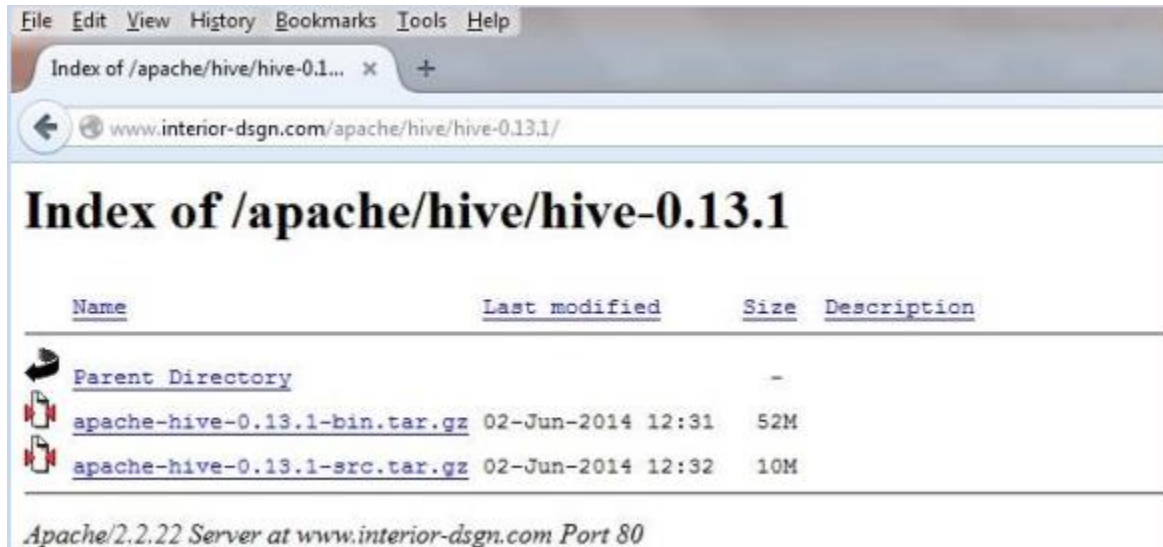 File Edit View History Bookmarks Tools Help
Index of /apache/hive/hive-0.1... × +
www.interior-dsgn.com/apache/hive/hive-0.13.1/
Index of /apache/hive/hive-0.13.1
Name Last modified Size Description
Parent Directory -
apache-hive-0.13.1-bin.tar.gz 02-Jun-2014 12:31 52M
apache-hive-0.13.1-src.tar.gz 02-Jun-2014 12:32 10M
Apache/2.2.22 Server at www.interior-dsgn.com Port 80